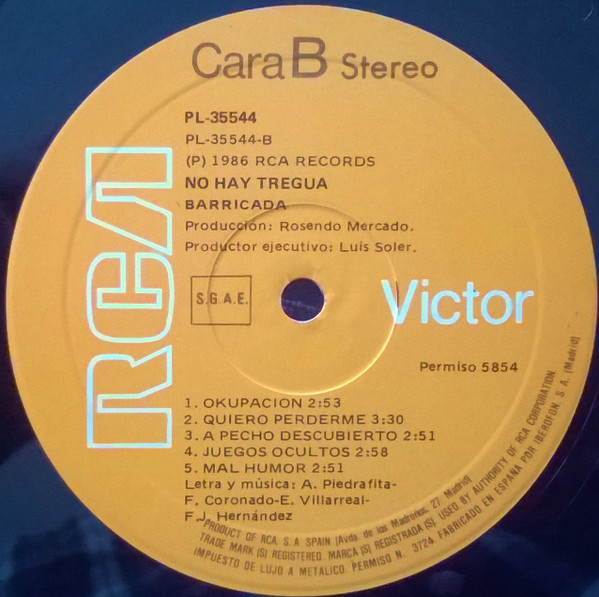 Cara B Stereo
PL-35544
PL-35544-B
(P) 1986 RCA RECORDS
NO HAY TREGUA
BARRICADA
Producción: Rosendo Mercado.
Productor ejecutivo: Luis Soler.
RCA
S.G.A.E.
Victor
Permiso 5854
1. OKUPACION 2:53
2. QUIERO PERDERME 3:30
3. A PECHO DESCUBIERTO 2:51
4. JUEGOS OCULTOS 2:58
5. MAL HUMOR 2:51
Letra y música: A. Piedrafita-
F. Coronado-E. Villarreal-
F.J. Hernández
PRODUCT OF RCA. S. A. SPAIN (Avda. de los Madroños, 27. Madrid)
TRADE MARK (S) REGISTERED. MARCA (S) REGISTRADA (S). USED BY AUTHORITY OF RCA CORPORATION.
IMPUESTO DE LUJO A METALICO. PERMISO N. 3724. FABRICADO EN ESPAÑA POR IBEROFON. S. A. (Madrid)